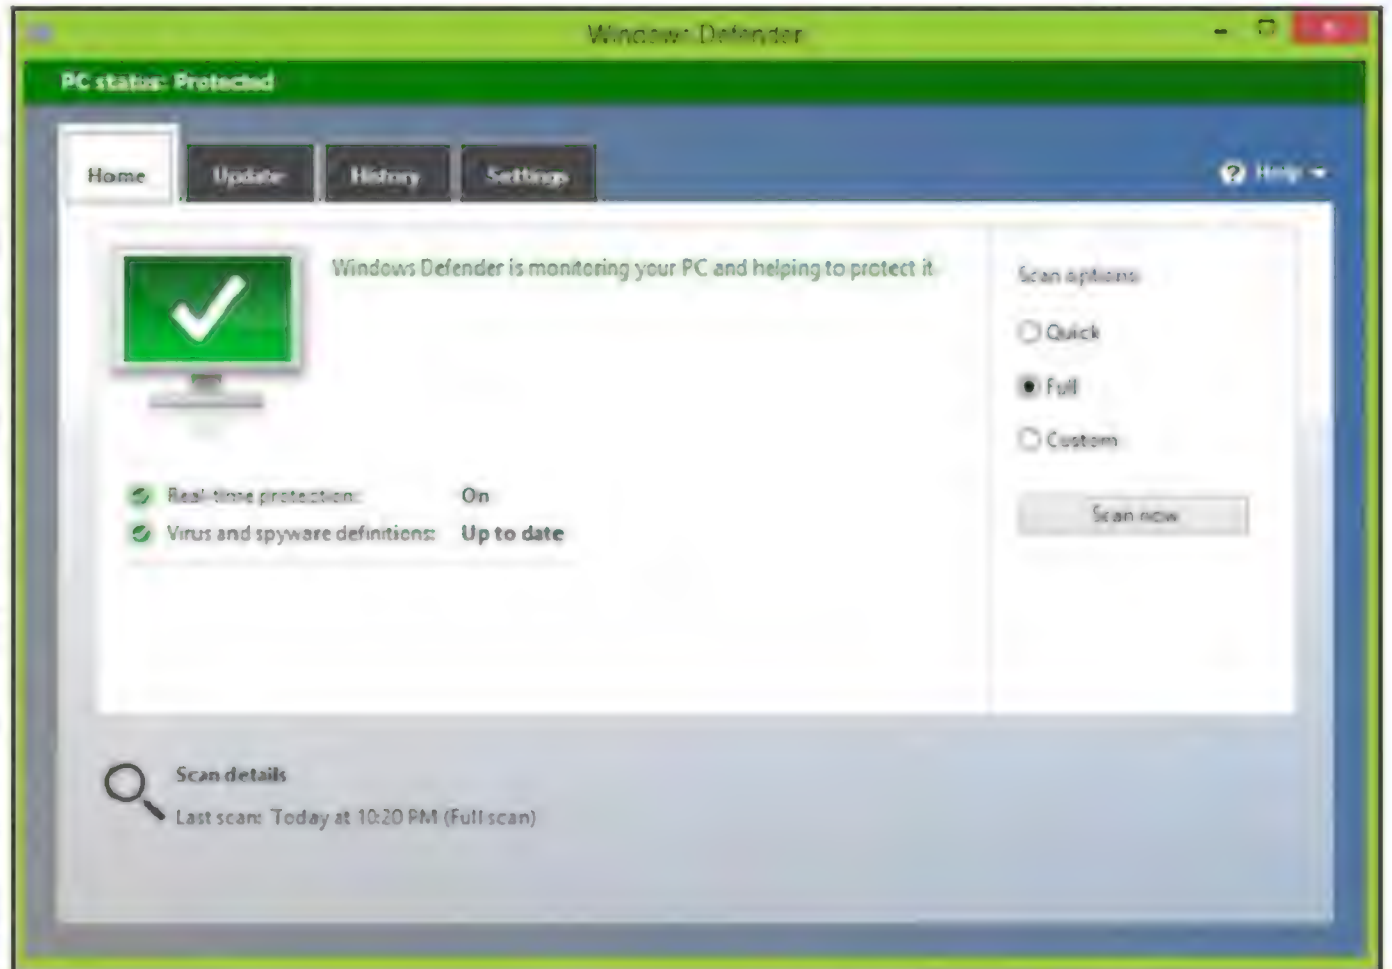 Windows Defender
PC status: Protected
Home
Update
History
Settings
Help
Windows Defender is monitoring your PC and helping to protect it.
Scan options:
Quick
Full
Custom
Scan now
Real-time protection: On
Virus and spyware definitions: Up to date
Scan details
Last scan: Today at 10:20 PM (Full scan)